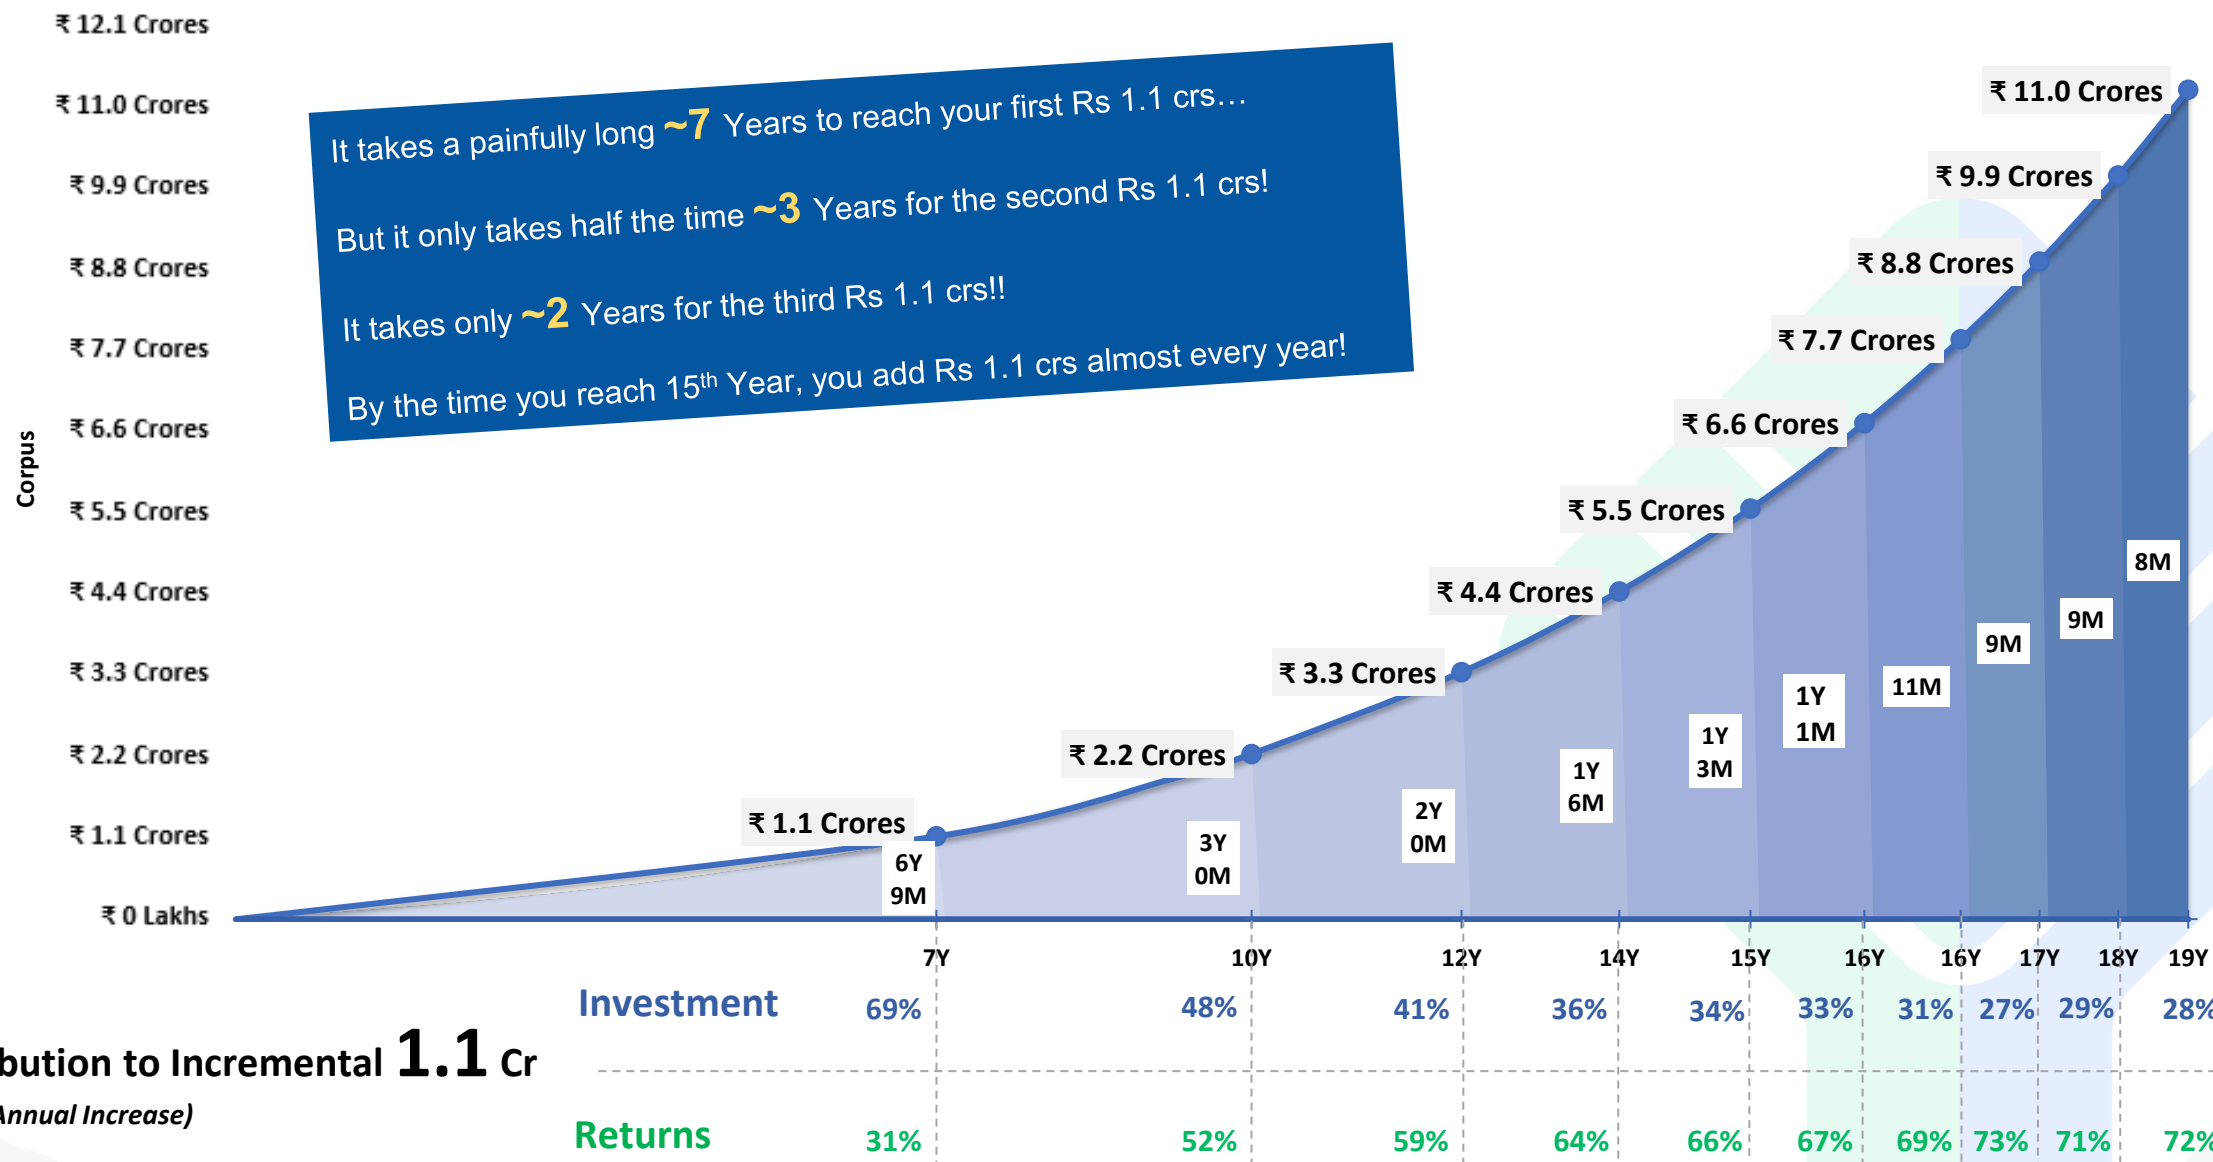 ₹ 12.1 Crores
₹ 11.0 Crores
₹ 9.9 Crores
₹ 8.8 Crores
₹ 7.7 Crores
₹ 6.6 Crores
₹ 5.5 Crores
₹ 4.4 Crores
₹ 3.3 Crores
₹ 2.2 Crores
₹ 1.1 Crores
₹ 0 Lakhs
Corpus
It takes a painfully long ~7 Years to reach your first Rs 1.1 crs...
But it only takes half the time ~3 Years for the second Rs 1.1 crs!
It takes only ~2 Years for the third Rs 1.1 crs!!
By the time you reach 15th Year, you add Rs 1.1 crs almost every year!
₹ 11.0 Crores
₹ 9.9 Crores
₹ 8.8 Crores
₹ 7.7 Crores
₹ 6.6 Crores
₹ 5.5 Crores
₹ 4.4 Crores
₹ 3.3 Crores
₹ 2.2 Crores
₹ 1.1 Crores
6Y
9M
3Y
0M
2Y
0M
1Y
6M
1Y
3M
1Y
1M
11M
9M
9M
8M
7Y 10Y 12Y 14Y 15Y 16Y 16Y 17Y 18Y 19Y
Investment 69% 48% 41% 36% 34% 33% 31% 27% 29% 28%
bution to Incremental 1.1 Cr
Annual Increase)
Returns 31% 52% 59% 64% 66% 67% 69% 73% 71% 72%